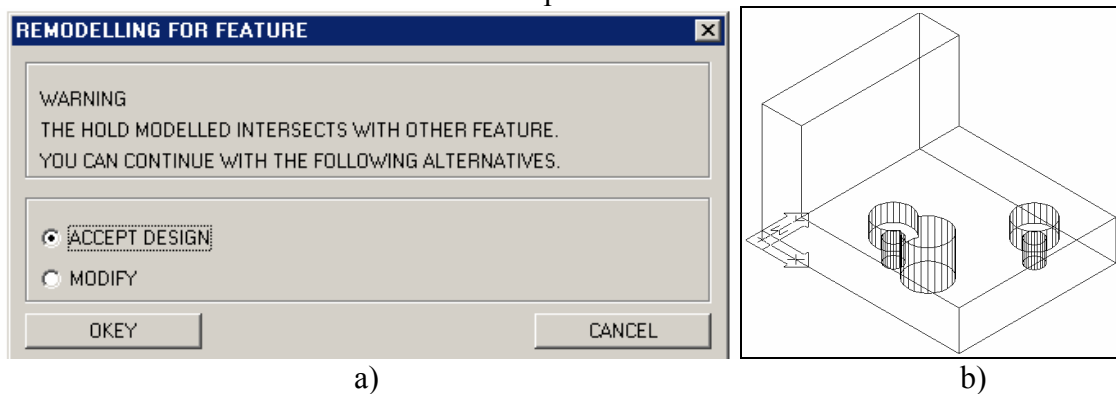 REMODELLING FOR FEATURE
WARNING
THE HOLD MODELLED INTERSECTS WITH OTHER FEATURE.
YOU CAN CONTINUE WITH THE FOLLOWING ALTERNATIVES.
ACCEPT DESIGN
MODIFY
OKEY CANCEL
a) b)